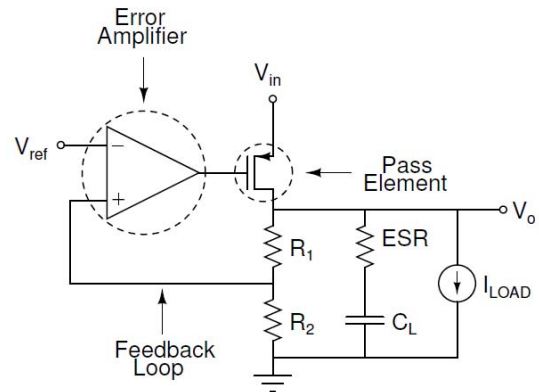 Error
Amplifier
V_in
V_ref
−
+
Pass
Element
V_o
R_1
ESR
I_LOAD
R_2
C_L
Feedback
Loop